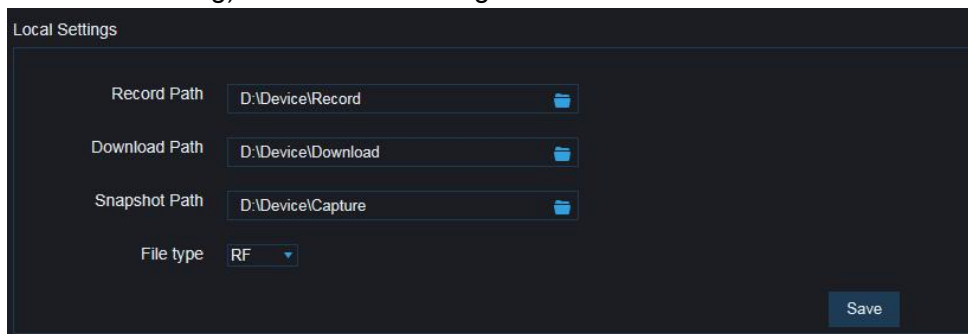 Local Settings
Record Path D:\Device\Record
Download Path D:\Device\Download
Snapshot Path D:\Device\Capture
File type RF
Save